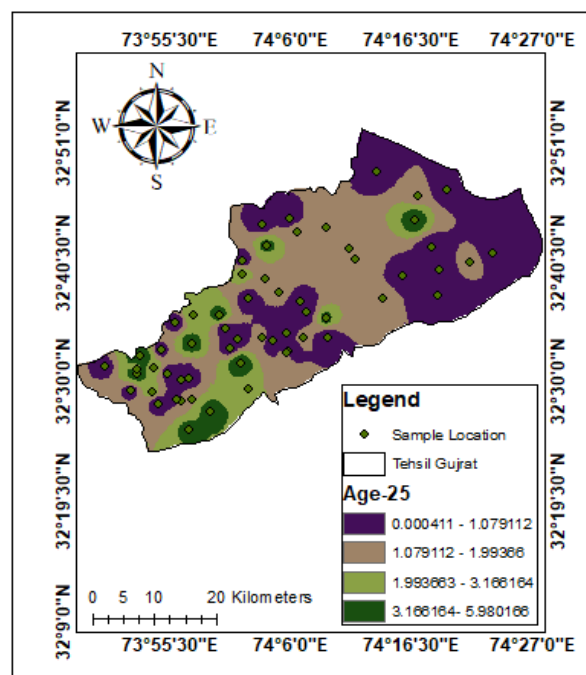 73°55'30"E 74°6'0"E 74°16'30"E 74°27'0"E
N
W E
S
32°51'0"N 32°51'0"N
32°40'30"N 32°40'30"N
32°30'0"N 32°30'0"N
32°19'30"N 32°19'30"N
32°9'0"N 32°9'0"N
Legend
Sample Location
Tehsil Gujrat
Age-25
0.000411 - 1.079112
1.079112 - 1.99366
1.993663 - 3.166164
3.166164- 5.980166
0 5 10 20 Kilometers
73°55'30"E 74°6'0"E 74°16'30"E 74°27'0"E